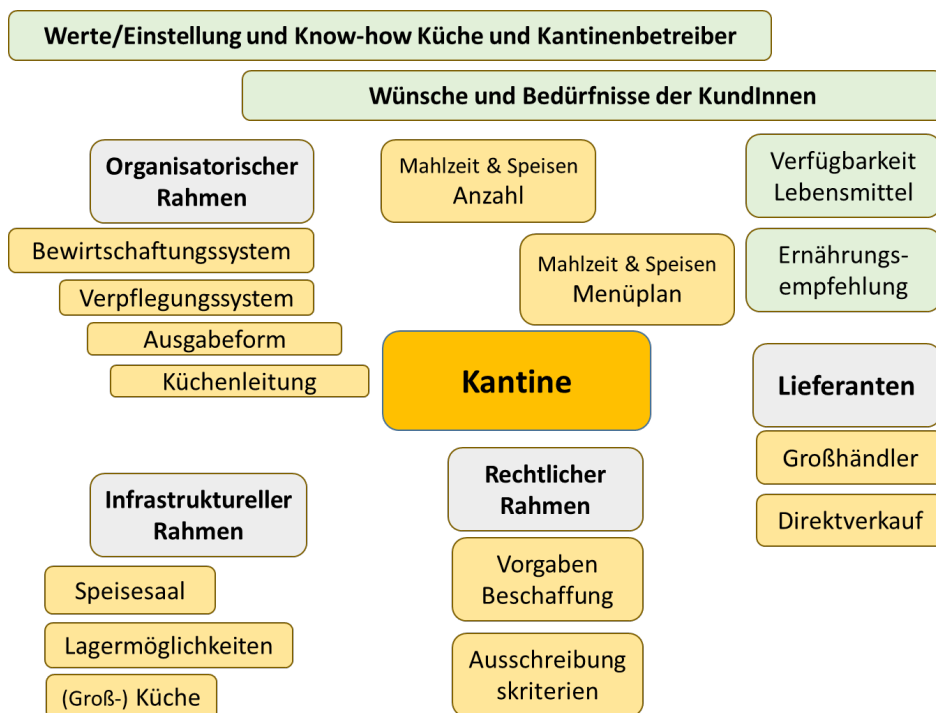 Werte/Einstellung und Know-how Küche und Kantinenbetreiber
Wünsche und Bedürfnisse der KundInnen
Organisatorischer
Rahmen
Bewirtschaftungssystem
Verpflegungssystem
Ausgabeform
Küchenleitung
Mahlzeit & Speisen
Anzahl
Mahlzeit & Speisen
Menüplan
Verfügbarkeit
Lebensmittel
Ernährungs-
empfehlung
Kantine
Lieferanten
Großhändler
Direktverkauf
Infrastruktureller
Rahmen
Speisesaal
Lagermöglichkeiten
(Groß-) Küche
Rechtlicher
Rahmen
Vorgaben
Beschaffung
Ausschreibung
skriterien